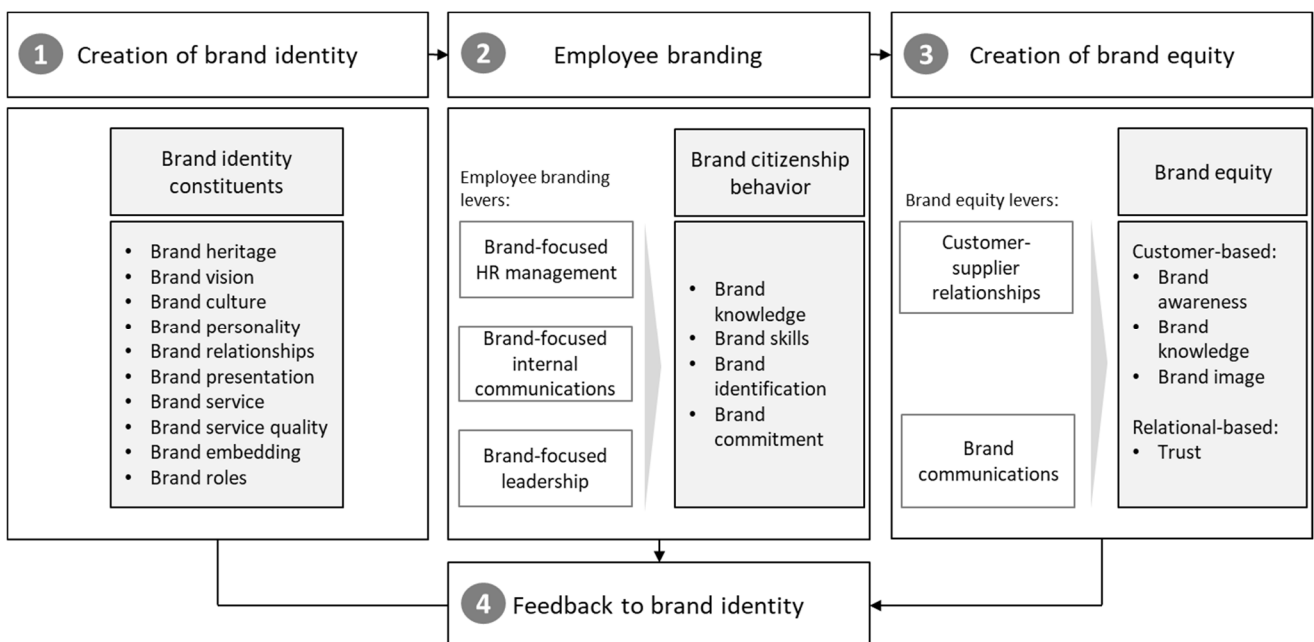 1 Creation of brand identity
2 Employee branding
3 Creation of brand equity
Brand identity
constituents
• Brand heritage
• Brand vision
• Brand culture
• Brand personality
• Brand relationships
• Brand presentation
• Brand service
• Brand service quality
• Brand embedding
• Brand roles
Employee branding
levers:
Brand-focused
HR management
Brand-focused
internal
communications
Brand-focused
leadership
Brand citizenship
behavior
• Brand
knowledge
• Brand skills
• Brand
identification
• Brand
commitment
Brand equity levers:
Customer-
supplier
relationships
Brand
communications
Brand equity
Customer-based:
• Brand
awareness
• Brand
knowledge
• Brand image
Relational-based:
• Trust
4 Feedback to brand identity